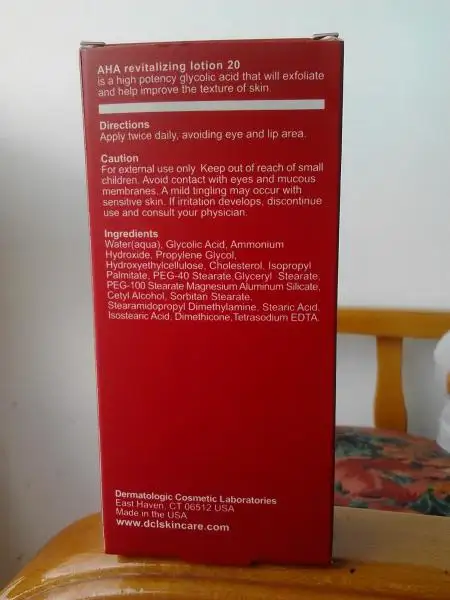 AHA revitalizing lotion 20
is a high potency glycolic acid that will exfoliate
and help improve the texture of skin.
Directions
Apply twice daily, avoiding eye and lip area.
Caution
For external use only. Keep out of reach of small
children. Avoid contact with eyes and mucous
membranes. A mild tingling may occur with
sensitive skin. If irritation develops, discontinue
use and consult your physician.
Ingredients
Water(aqua), Glycolic Acid, Ammonium
Hydroxide, Propylene Glycol,
Hydroxyethylcellulose, Cholesterol, Isopropyl
Palmitate, PEG-40 Stearate,Glyceryl Stearate,
PEG-100 Stearate Magnesium Aluminum Silicate,
Cetyl Alcohol, Sorbitan Stearate,
Stearamidopropyl Dimethylamine, Stearic Acid,
Isostearic Acid, Dimethicone,Tetrasodium EDTA.
Dermatologic Cosmetic Laboratories
East Haven, CT 06512 USA
Made in the USA
www.dclskincare.com